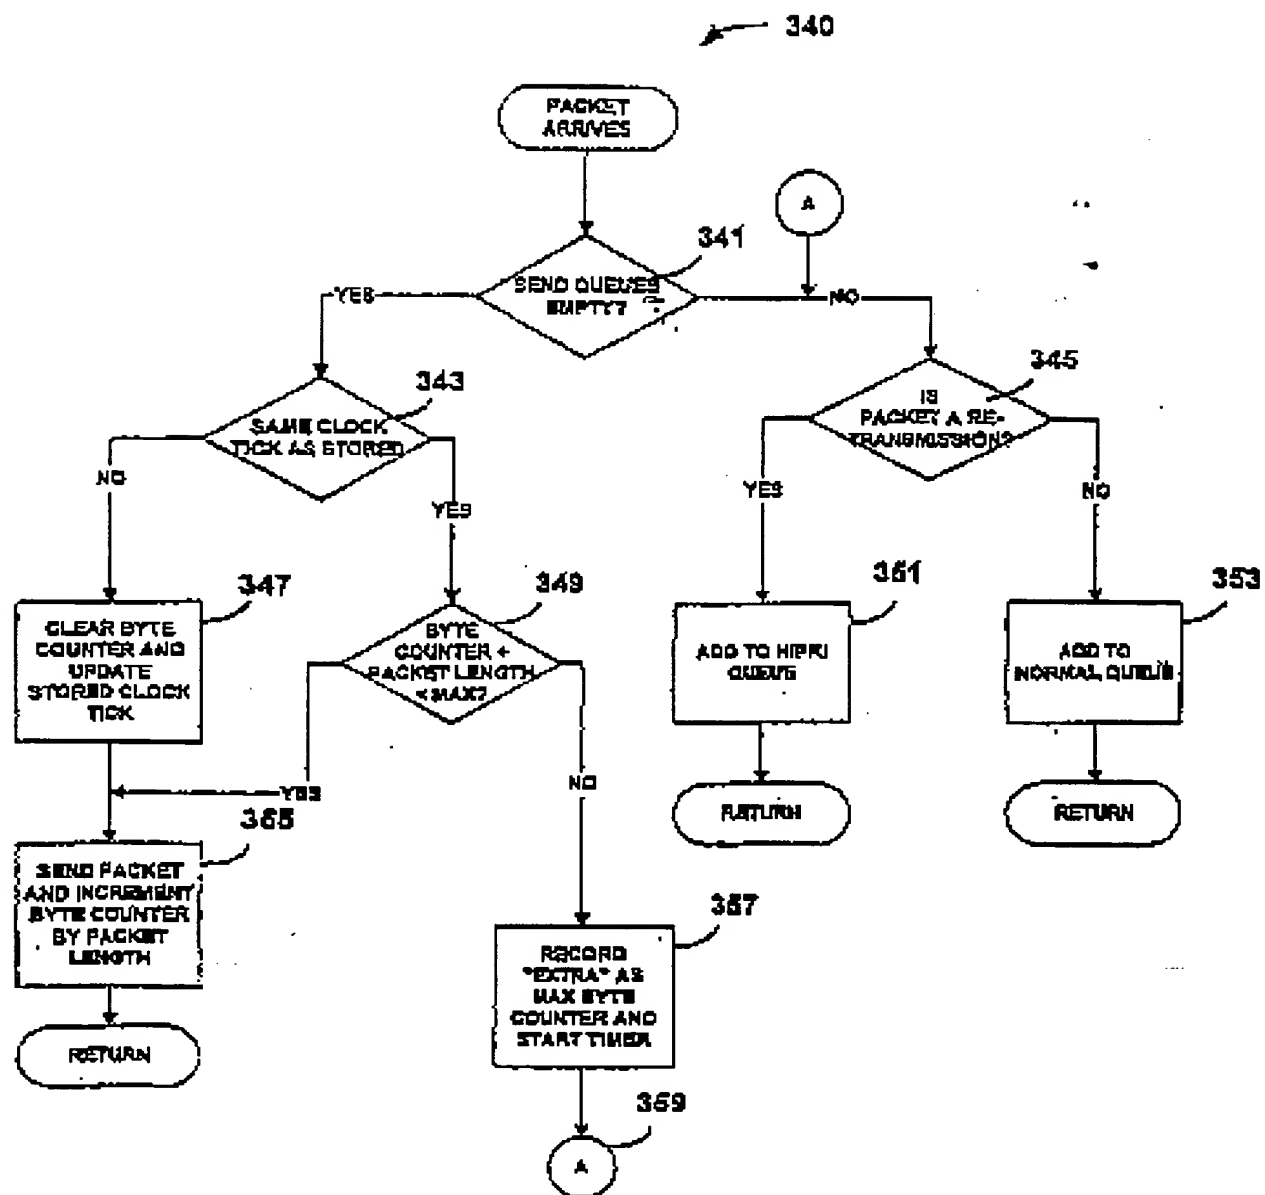 340
PACKET
ARRIVES
A
341
SEND QUEUES
EMPTY?
YES
NO
343
SAME CLOCK
TICK AS STORED
345
IS
PACKET A RE-
TRANSMISSION?
NO
YES
YES
NO
347
CLEAR BYTE
COUNTER AND
UPDATE
STORED CLOCK
TICK
349
BYTE
COUNTER +
PACKET LENGTH
< MAX?
351
ADD TO HIPRI
QUEUE
353
ADD TO
NORMAL QUEUE
YES
NO
RETURN
RETURN
355
SEND PACKET
AND INCREMENT
BYTE COUNTER
BY PACKET
LENGTH
357
RECORD
"EXTRA" AS
MAX BYTE
COUNTER AND
START TIMER
RETURN
359
A